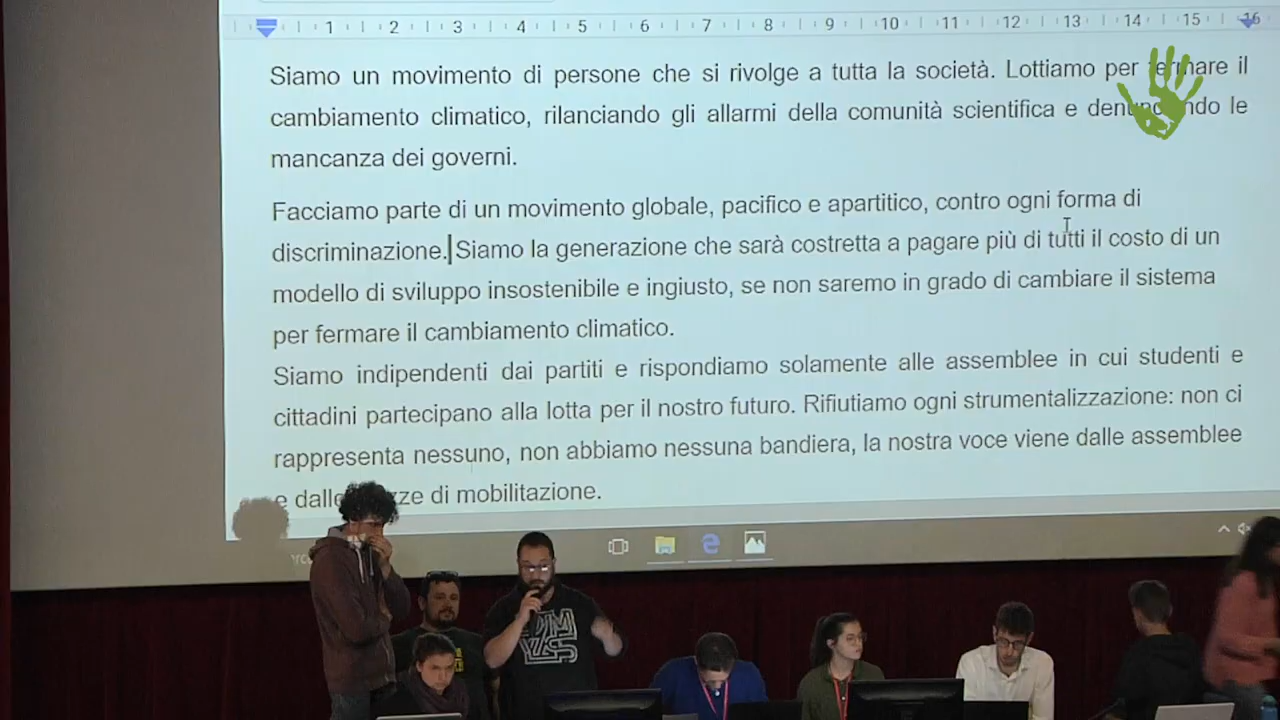 1 2 3 4 5 6 7 8 9 10 11 12 13 14 15 16
Siamo un movimento di persone che si rivolge a tutta la società. Lottiamo per fermare il
cambiamento climatico, rilanciando gli allarmi della comunità scientifica e denunciando le
mancanza dei governi.
Facciamo parte di un movimento globale, pacifico e apartitico, contro ogni forma di
discriminazione. Siamo la generazione che sarà costretta a pagare più di tutti il costo di un
modello di sviluppo insostenibile e ingiusto, se non saremo in grado di cambiare il sistema
per fermare il cambiamento climatico.
Siamo indipendenti dai partiti e rispondiamo solamente alle assemblee in cui studenti e
cittadini partecipano alla lotta per il nostro futuro. Rifiutiamo ogni strumentalizzazione: non ci
rappresenta nessuno, non abbiamo nessuna bandiera, la nostra voce viene dalle assemblee
e dalle di mobilitazione.